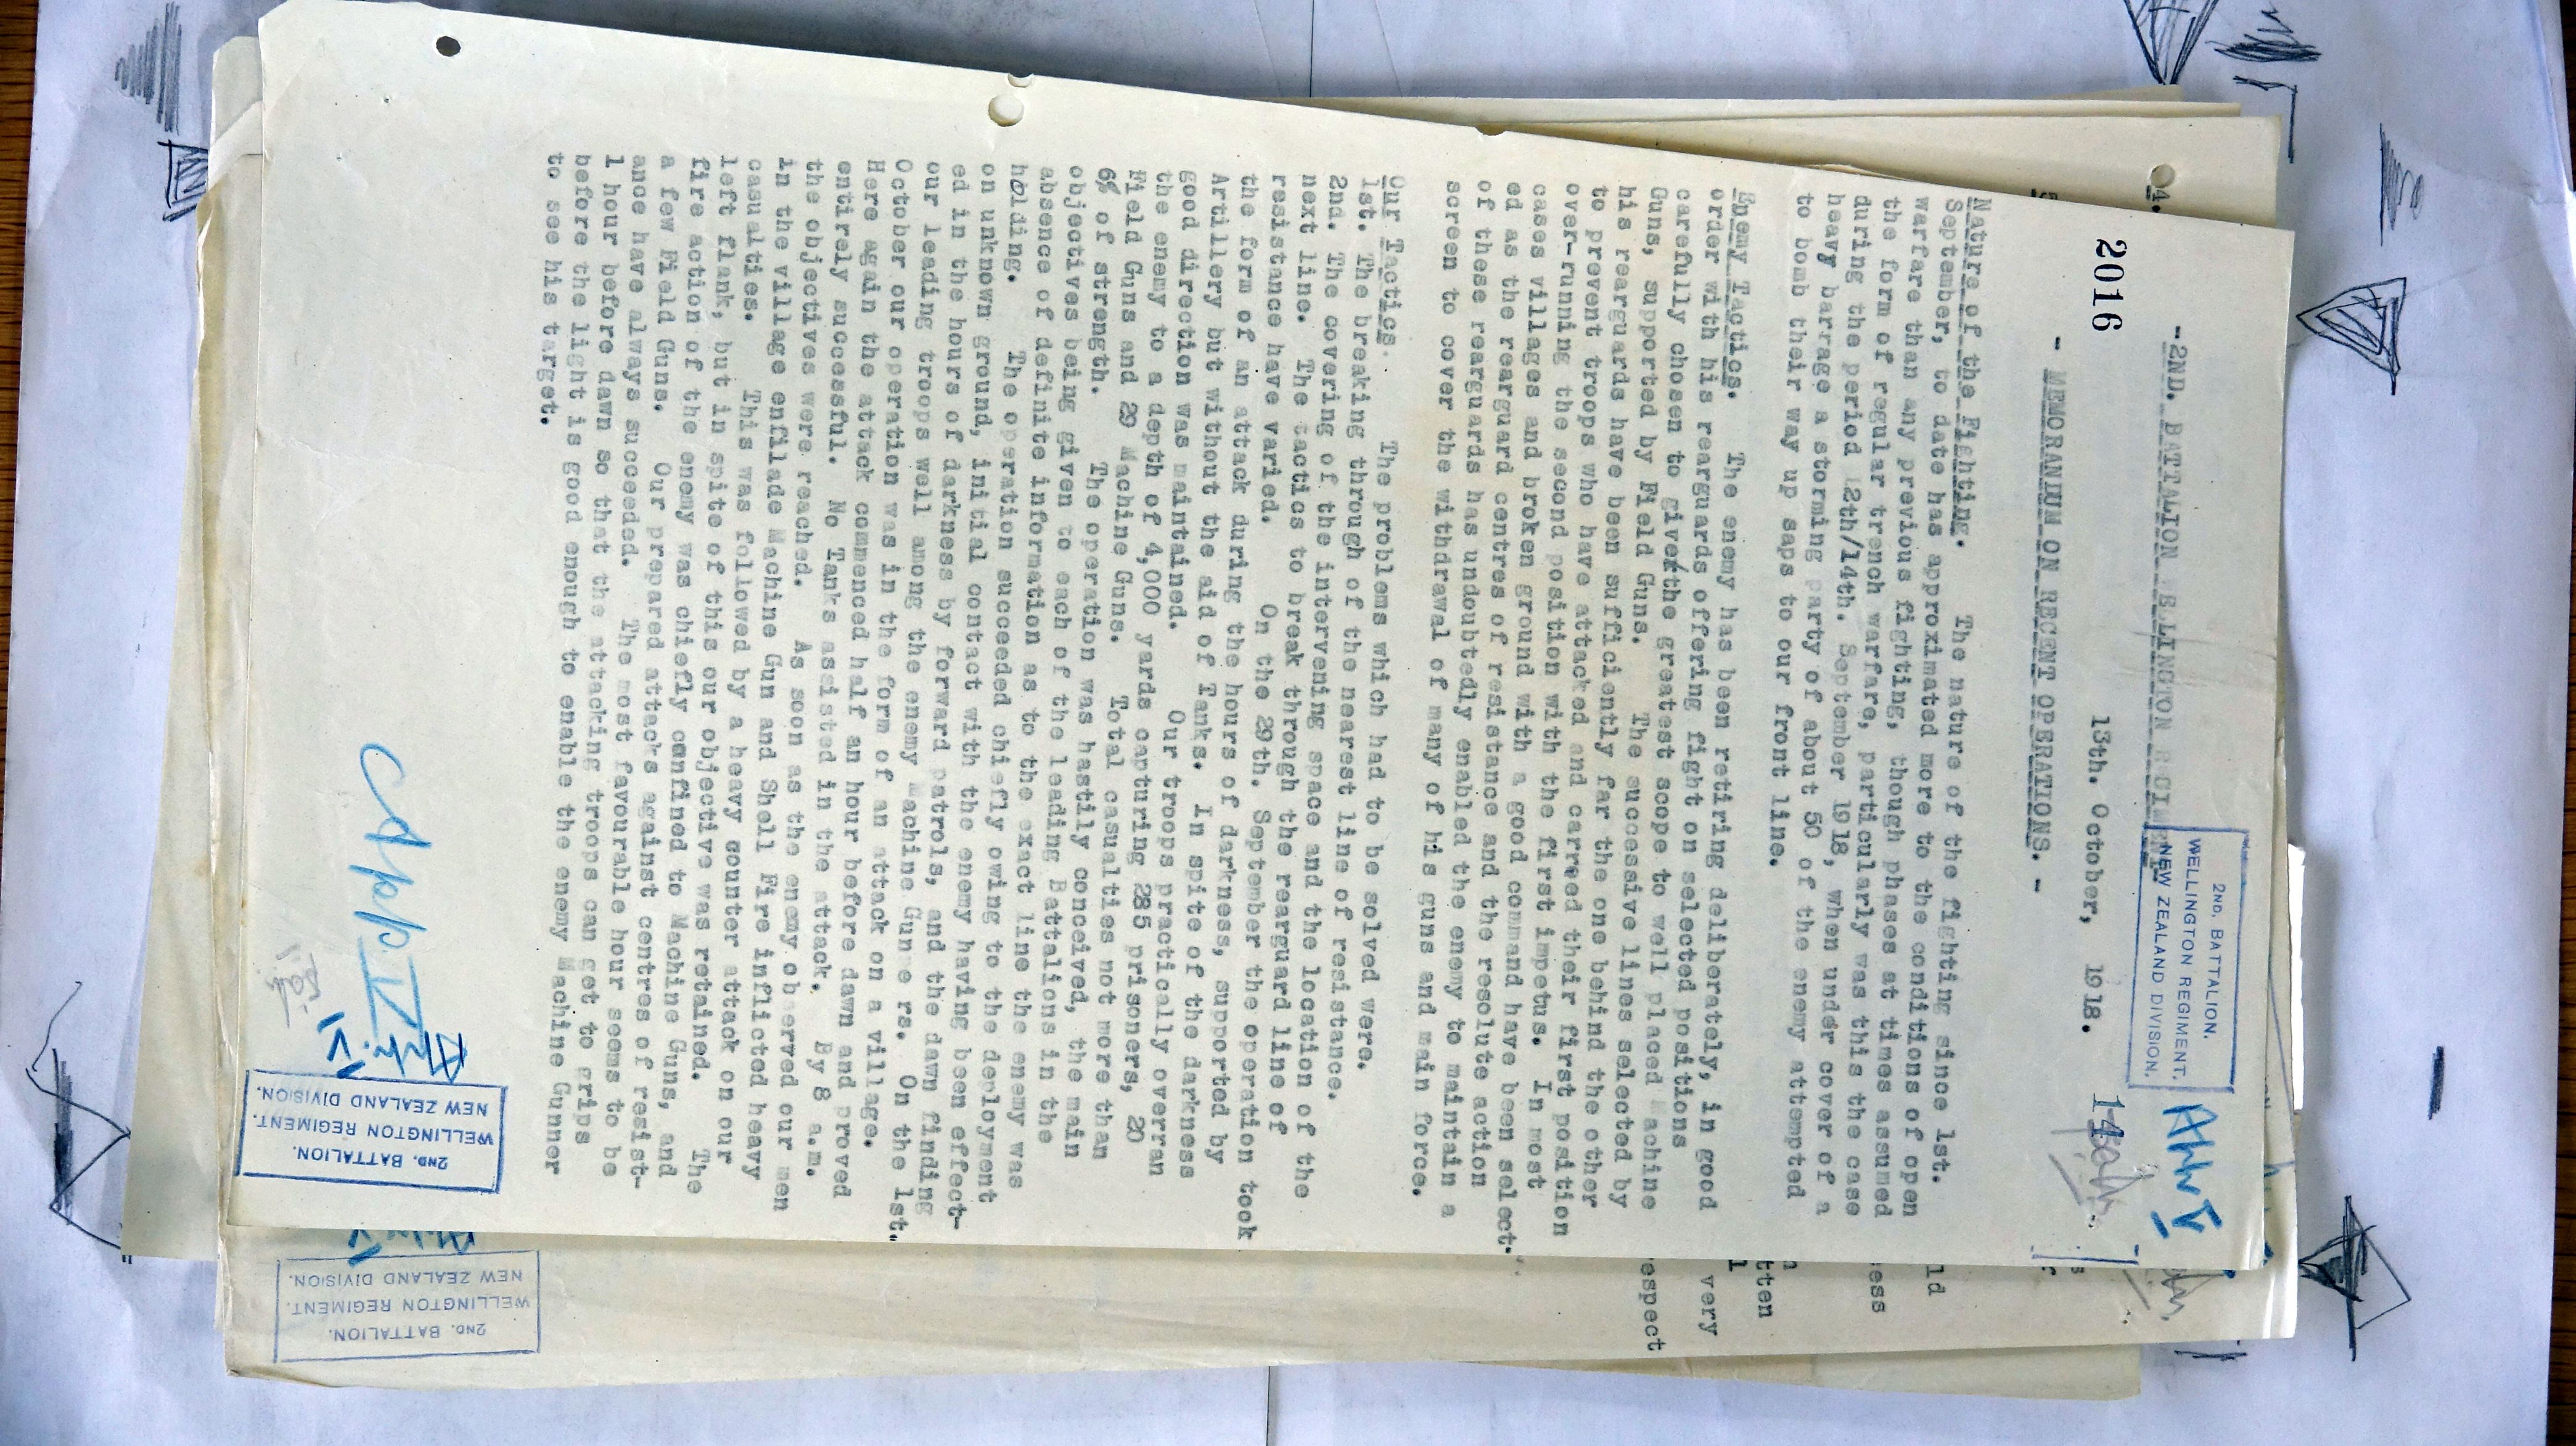 -2ND. BATTALION WELLINGTON REGIMENT-
2ND. BATTALION.
WELLINGTON REGIMENT.
NEW ZEALAND DIVISION.
2016
13th. October, 1918.
14
- MEMORANDUM ON RECENT OPERATIONS. -
Nature of the Fighting. The nature of the fighting since 1st.
September, to date has approximated more to the conditions of open
warfare than any previous fighting, though phases at times assumed
the form of regular trench warfare, particularly was this the case
during the period 12th/14th. September 1918, when under cover of a
heavy barrage a storming party of about 50 of the enemy attempted
to bomb their way up saps to our front line.
Enemy Tactics. The enemy has been retiring deliberately, in good
order with his rearguards offering fight on selected positions
carefully chosen to give/the greatest scope to well placed Machine
Guns, supported by Field Guns. The successive lines selected by
his rearguards have been sufficiently far the one behind the other
to prevent troops who have attacked and carreed their first position
over-running the second position with the first impetus. In most
cases villages and broken ground with a good command have been select-
ed as the rearguard centres of resistance and the resolute action
of these rearguards has undoubtedly enabled the enemy to maintain a
screen to cover the withdrawal of many of his guns and main force.
Our Tactics. The problems which had to be solved were.
1st. The breaking through of the nearest line of resistance.
2nd. The covering of the intervening space and the location of the
next line. The tactics to break through the rearguard line of
resistance have varied. On the 29th. September the operation took
the form of an attack during the hours of darkness, supported by
Artillery but without the aid of Tanks. In spite of the darkness
good direction was maintained. Our troops practically overran
the enemy to a depth of 4,000 yards capturing 285 prisoners, 20
Field Guns and 29 Machine Guns. Total casualties not more than
6% of strength. The operation was hastily conceived, the main
objectives being given to each of the leading Battalions in the
absence of definite information as to the exact line the enemy was
holding. The operation succeeded chiefly owing to the deployment
on unknown ground, initial contact with the enemy having been effect-
ed in the hours of darkness by forward patrols, and the dawn finding
our leading troops well among the enemy Machine Gunne rs. On the 1st.
October our operation was in the form of an attack on a village.
Here again the attack commenced half an hour before dawn and proved
entirely successful. No Tanks assisted in the attack. By 8 a.m.
the objectives were reached. As soon as the enemy observed our men
in the village enfilade Machine Gun and Shell Fire inflicted heavy
casualties. This was followed by a heavy counter attack on our
left flank, but in spite of this our objective was retained. The
fire action of the enemy was chiefly confined to Machine Guns, and
a few Field Guns. Our prepared attacks against centres of resist-
ance have always succeeded. The most favourable hour seems to be
1 hour before dawn so that the attacking troops can get to grips
before the light is good enough to enable the enemy Machine Gunner
to see his target.
App IV
2ND. BATTALION.
WELLINGTON REGIMENT.
NEW ZEALAND DIVISION.
2ND. BATTALION.
WELLINGTON REGIMENT.
NEW ZEALAND DIVISION.
4.
ld
ess
tten
very
espect